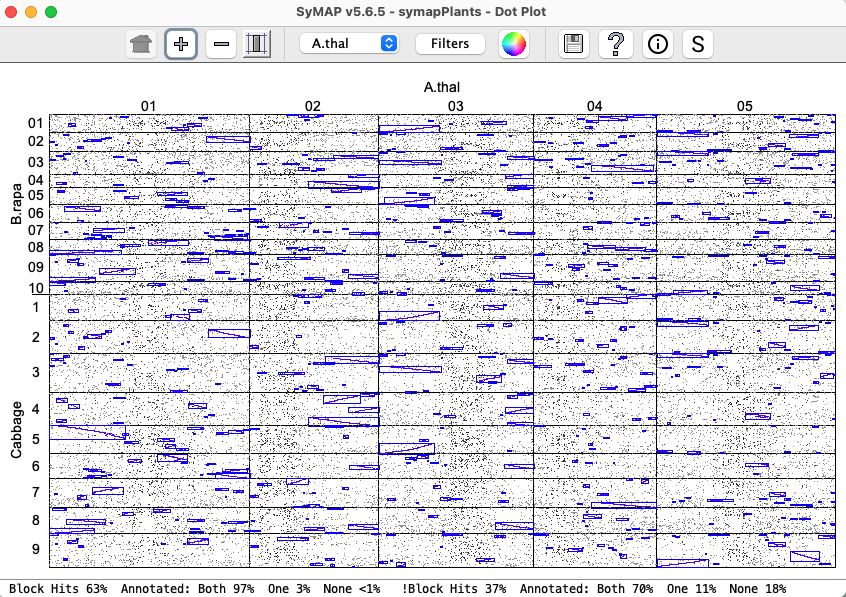 SyMAP v5.6.5 - symapPlants - Dot Plot
A.thal Filters S
A.thal
01 02 03 04 05
B.rapa
01
02
03
04
05
06
07
08
09
10
Cabbage
1
2
3
4
5
6
7
8
9
Block Hits 63% Annotated: Both 97% One 3% None <1% !Block Hits 37% Annotated: Both 70% One 11% None 18%